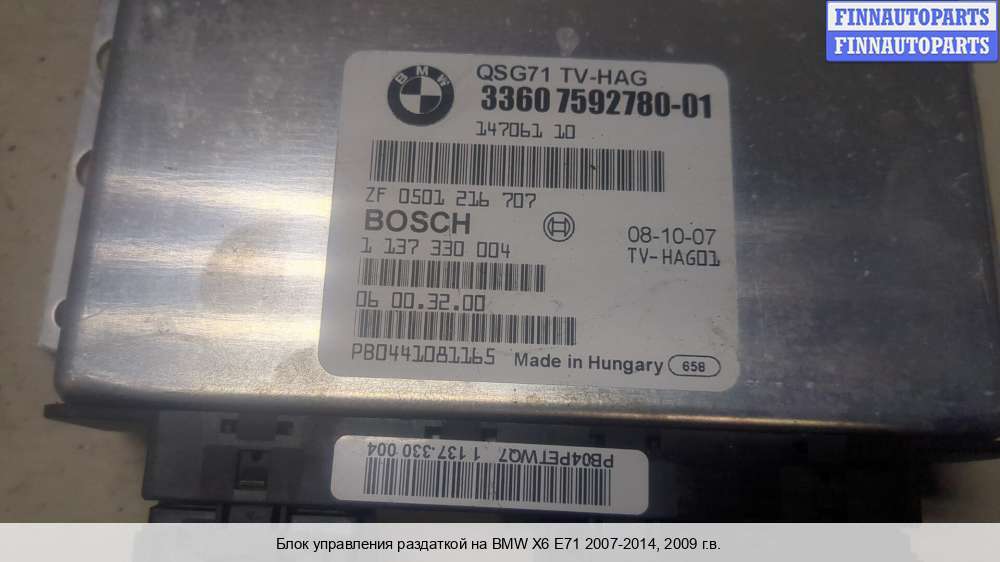 FINNAUTOPARTS
FINNAUTOPARTS
BMW
QSG71 TV-HAG
3360 7592780-01
147061 10
ZF 0501 216 707
BOSCH
08-10-07
1 137 330 004
TV-HAG01
06 00.32.00
PB0441081165
Made in Hungary 658
PB04PETWQ7 1 137 330 004
Блок управления раздаткой на BMW X6 E71 2007-2014, 2009 г.в.